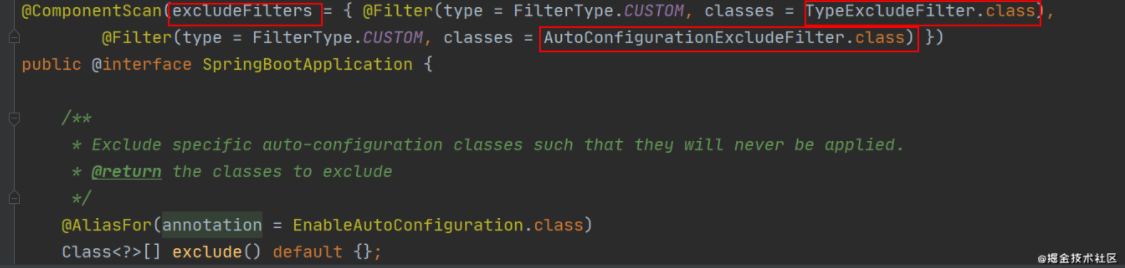 @ComponentScan(excludeFilters = { @Filter(type = FilterType.CUSTOM, classes = TypeExcludeFilter.class),
        @Filter(type = FilterType.CUSTOM, classes = AutoConfigurationExcludeFilter.class) })
public @interface SpringBootApplication {
    /**
     * Exclude specific auto-configuration classes such that they will never be applied.
     * @return the classes to exclude
     */
    @AliasFor(annotation = EnableAutoConfiguration.class)
    Class<?>[] exclude() default {};
@掘金技术社区